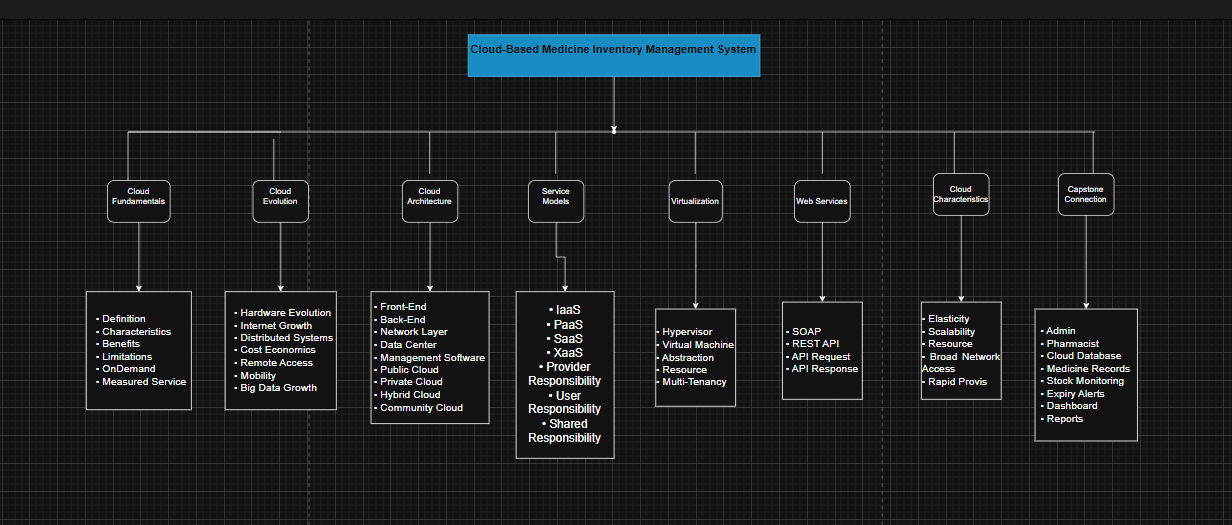 Cloud-Based Medicine Inventory Management System
Cloud
Fundamentals
Cloud
Evolution
Cloud
Architecture
Service
Models
Virtualization
Web Services
Cloud
Characteristics
Capstone
Connection
• Definition
• Characteristics
• Benefits
• Limitations
• OnDemand
• Measured Service
• Hardware Evolution
• Internet Growth
• Distributed Systems
• Cost Economics
• Remote Access
• Mobility
• Big Data Growth
• Front-End
• Back-End
• Network Layer
• Data Center
• Management Software
• Public Cloud
• Private Cloud
• Hybrid Cloud
• Community Cloud
• IaaS
• PaaS
• SaaS
• XaaS
• Provider
Responsibility
• User
Responsibility
• Shared
Responsibility
• Hypervisor
• Virtual Machine
• Abstraction
• Resource
• Multi-Tenancy
• SOAP
• REST API
• API Request
• API Response
• Elasticity
• Scalability
• Resource
• Broad Network
Access
• Rapid Provis
• Admin
• Pharmacist
• Cloud Database
• Medicine Records
• Stock Monitoring
• Expiry Alerts
• Dashboard
• Reports